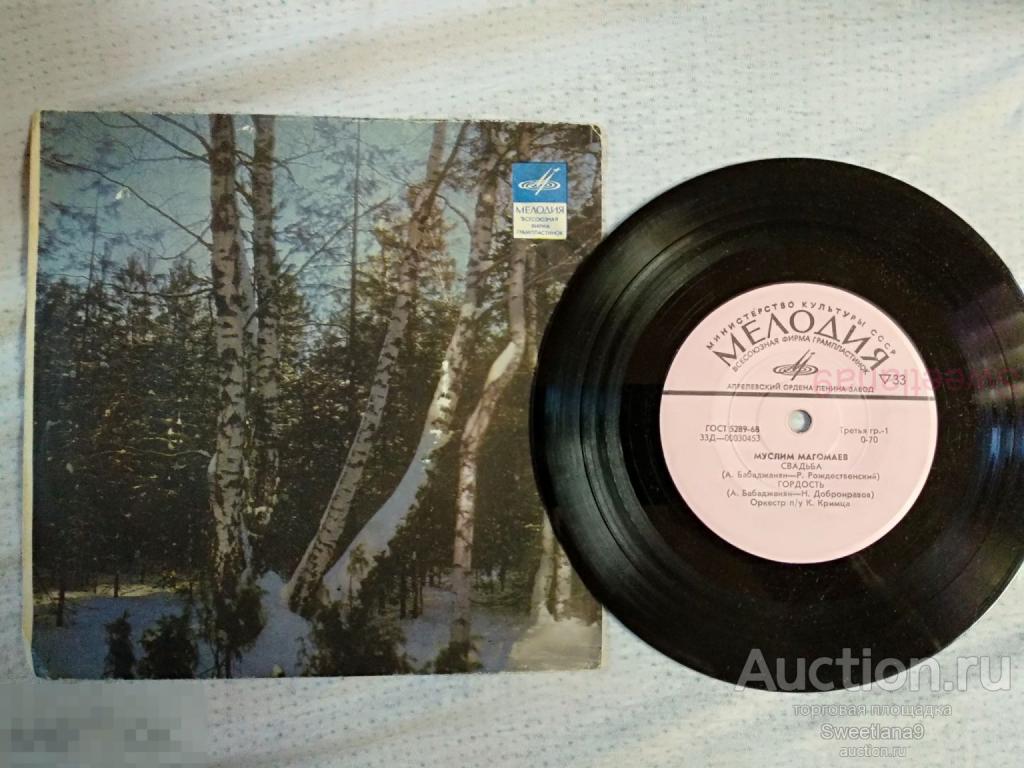 МЕЛОДИЯ
ВСЕСОЮЗНАЯ
ФИРМА
ГРАМПЛАСТИНОК
МИНИСТЕРСТВО КУЛЬТУРЫ СССР
МЕЛОДИЯ
ВСЕСОЮЗНАЯ ФИРМА ГРАМПЛАСТИНОК
▽33
sweetlana9
АПРЕЛЕВСКИЙ ОРДЕНА ЛЕНИНА ЗАВОД
ГОСТ 5289-68
Третья гр.-1
33Д—00030453
0-70
МУСЛИМ МАГОМАЕВ
СВАДЬБА
(А. Бабаджанян—Р. Рождественский)
ГОРДОСТЬ
(А. Бабаджанян—Н. Добронравов)
Оркестр п/у К. Кримца
Auction.ru
торговая площадка
Sweetlana9
auction.ru